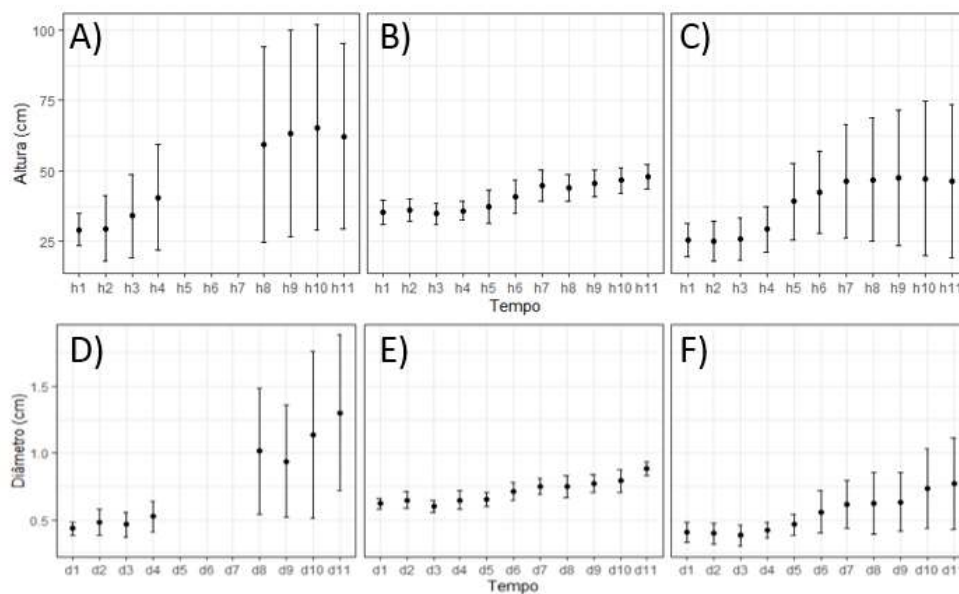 A) B) C)
Altura (cm)
100
75
50
25
h1 h2 h3 h4 h5 h6 h7 h8 h9 h10 h11 h1 h2 h3 h4 h5 h6 h7 h8 h9 h10 h11 h1 h2 h3 h4 h5 h6 h7 h8 h9 h10 h11
Tempo
D) E) F)
Diâmetro (cm)
1.5
1.0
0.5
d1 d2 d3 d4 d5 d6 d7 d8 d9 d10 d11 d1 d2 d3 d4 d5 d6 d7 d8 d9 d10 d11 d1 d2 d3 d4 d5 d6 d7 d8 d9 d10 d11
Tempo